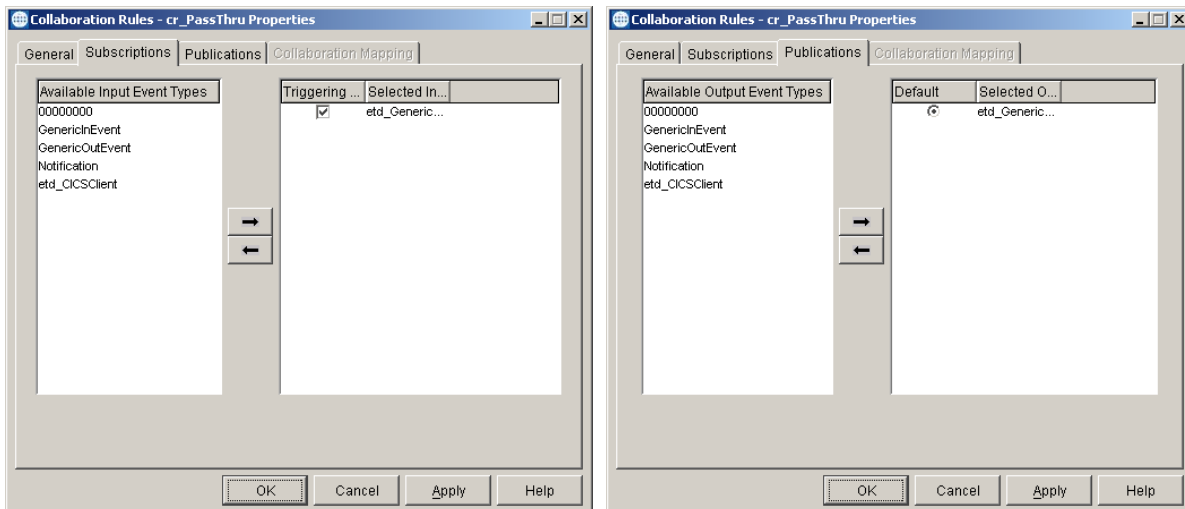 Collaboration Rules - cr_PassThru Properties
General Subscriptions Publications Collaboration Mapping
Available Input Event Types
00000000
GenericInEvent
GenericOutEvent
Notification
etd_CICSClient
Triggering ... Selected In...
etd_Generic...
OK Cancel Apply Help
Collaboration Rules - cr_PassThru Properties
General Subscriptions Publications Collaboration Mapping
Available Output Event Types
00000000
GenericInEvent
GenericOutEvent
Notification
etd_CICSClient
Default Selected O...
etd_Generic...
OK Cancel Apply Help